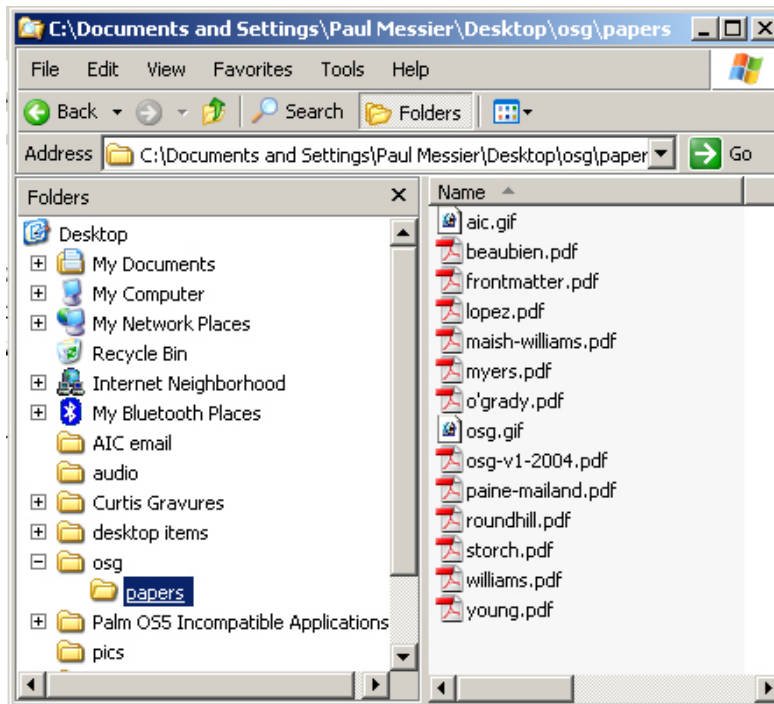 C:\Documents and Settings\Paul Messier\Desktop\osg\papers
File Edit View Favorites Tools Help
Back Search Folders
Address C:\Documents and Settings\Paul Messier\Desktop\osg\paper Go
Folders
Desktop
My Documents
My Computer
My Network Places
Recycle Bin
Internet Neighborhood
My Bluetooth Places
AIC email
audio
Curtis Gravures
desktop items
osg
papers
Palm OS5 Incompatible Applications
pics
Name
aic.gif
beaubien.pdf
frontmatter.pdf
lopez.pdf
maish-williams.pdf
myers.pdf
o'grady.pdf
osg.gif
osg-v1-2004.pdf
paine-mailand.pdf
roundhill.pdf
storch.pdf
williams.pdf
young.pdf